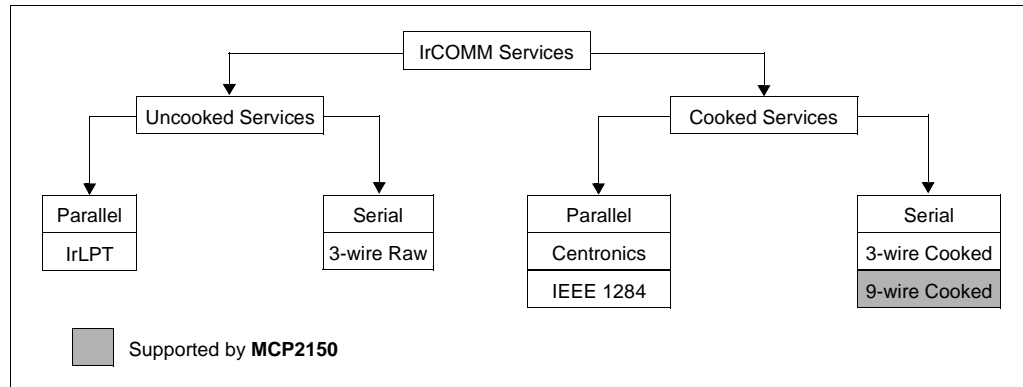 IrCOMM Services
Uncooked Services
Cooked Services
Parallel
IrLPT
Serial
3-wire Raw
Parallel
Centronics
IEEE 1284
Serial
3-wire Cooked
9-wire Cooked
Supported by MCP2150